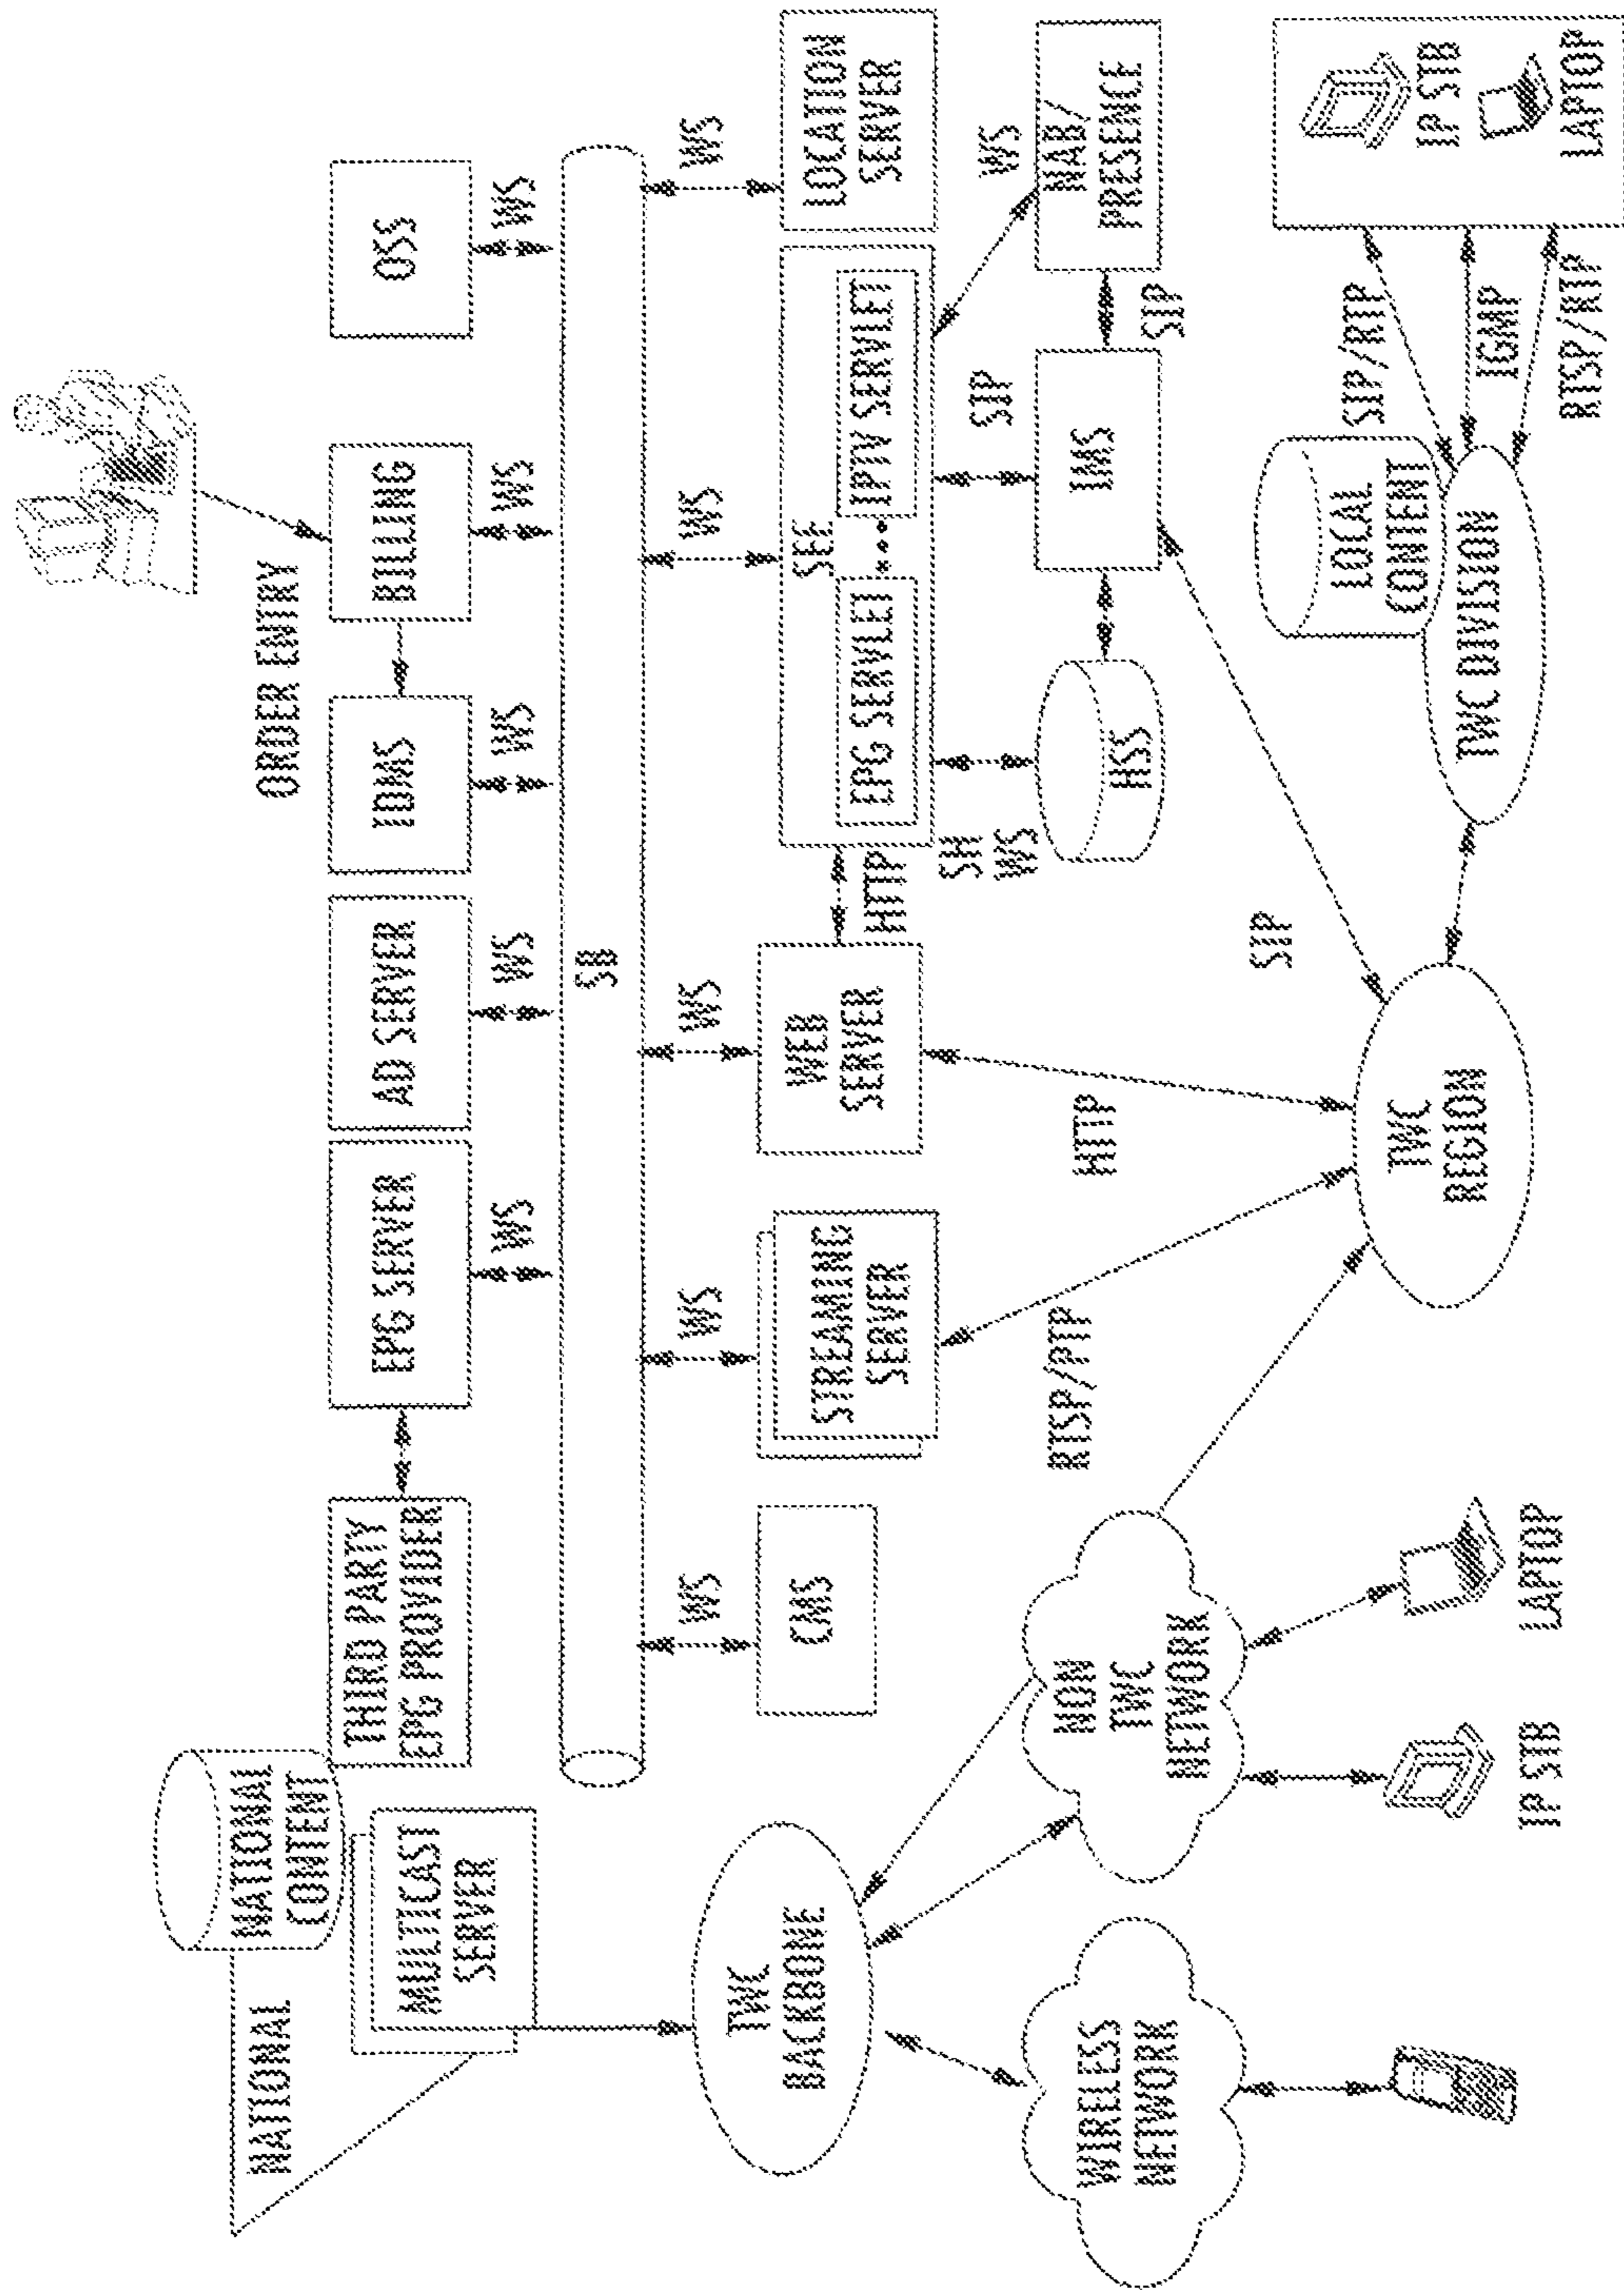 ORDER ENTRY
NATIONAL
NATIONAL
CONTENT
THIRD PARTY
EPG PROVIDER
EPG SERVER
AD SERVER
IDMS
BILLING
OSS
MULTICAST
SERVER
WS
WS
WS
WS
WS
SB
WS
WS
WS
WS
WS
TWC
BACKBONE
CMS
STREAMING
SERVER
WEB
SERVER
HTTP
SEE
EPG SERVLET
IPTV SERVLET
LOCATION
SERVER
SH
WS
SIP
WS
WIRELESS
NETWORK
NON
TWC
NETWORK
RTSP/PTP
HTTP
HSS
IMS
SIP
NAB/
PRESENCE
SIP
LOCAL
CONTENT
SIP/RTP
IGMP
RTSP/RTP
TWC
REGION
TWC DIVISION
IP STB
LAPTOP
IP STB
LAPTOP